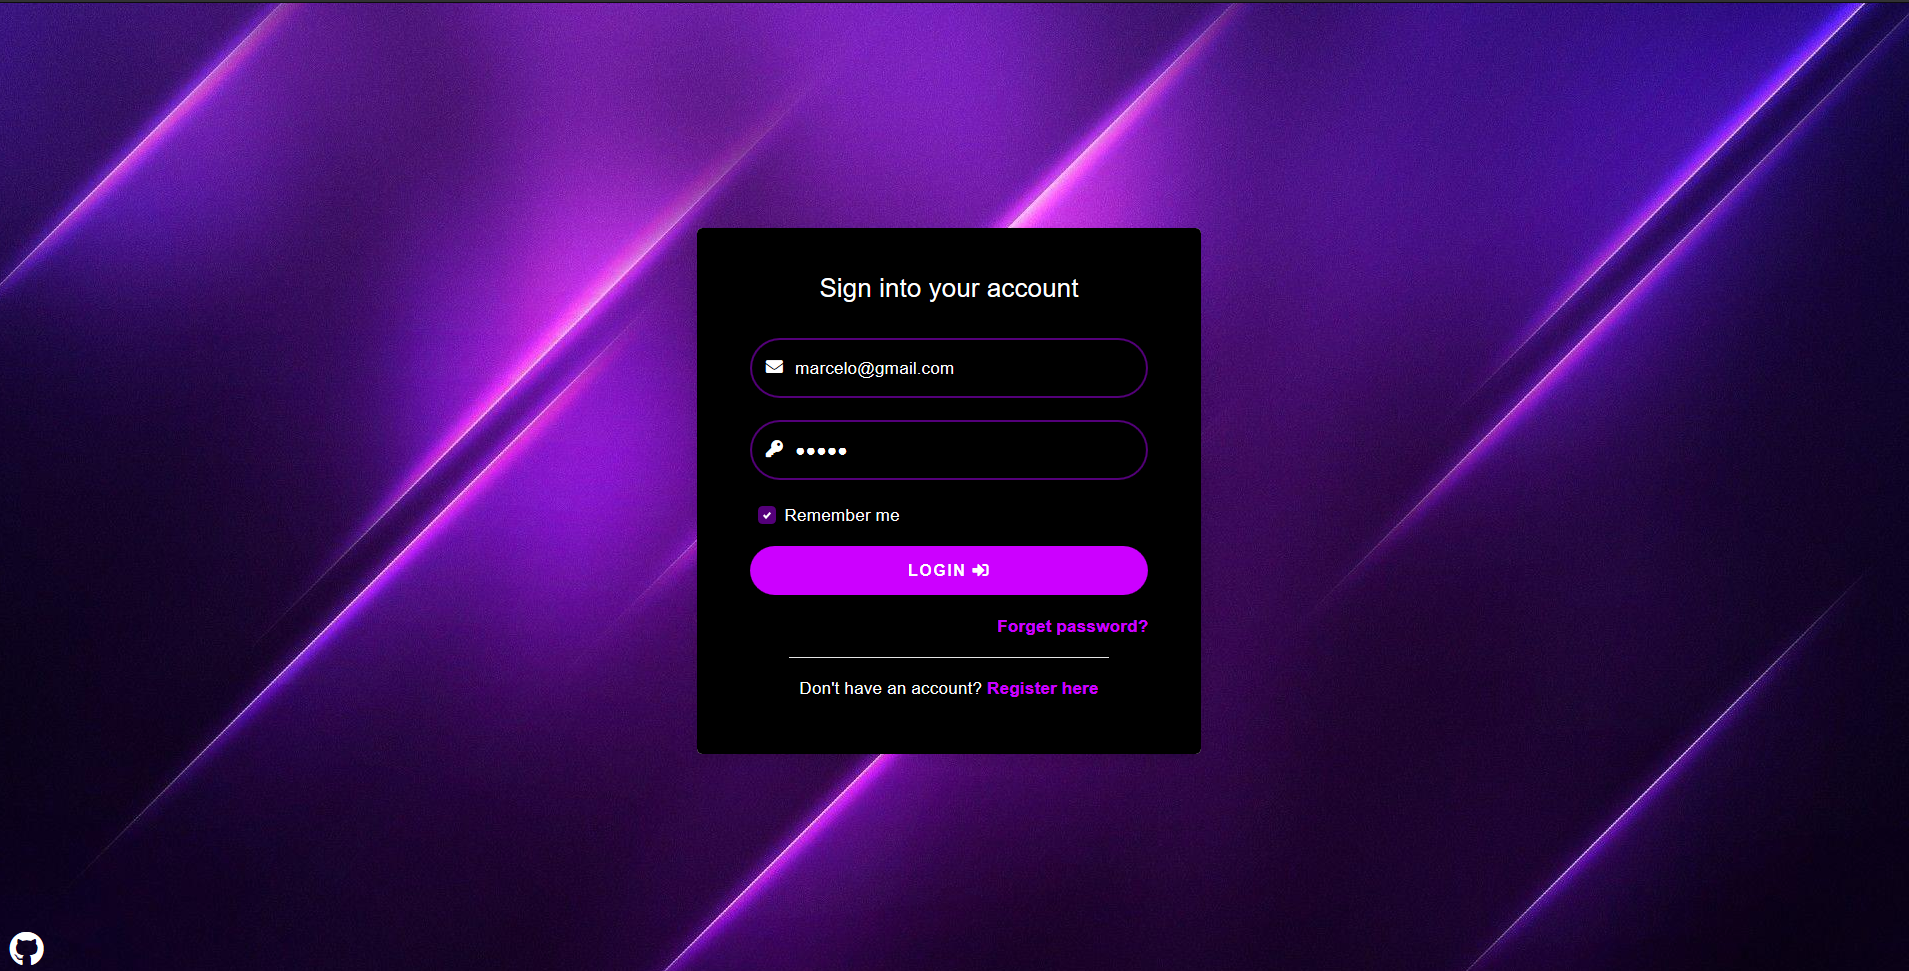 Sign into your account
marcelo@gmail.com
•••••
Remember me
LOGIN
Forget password?
Don't have an account? Register here